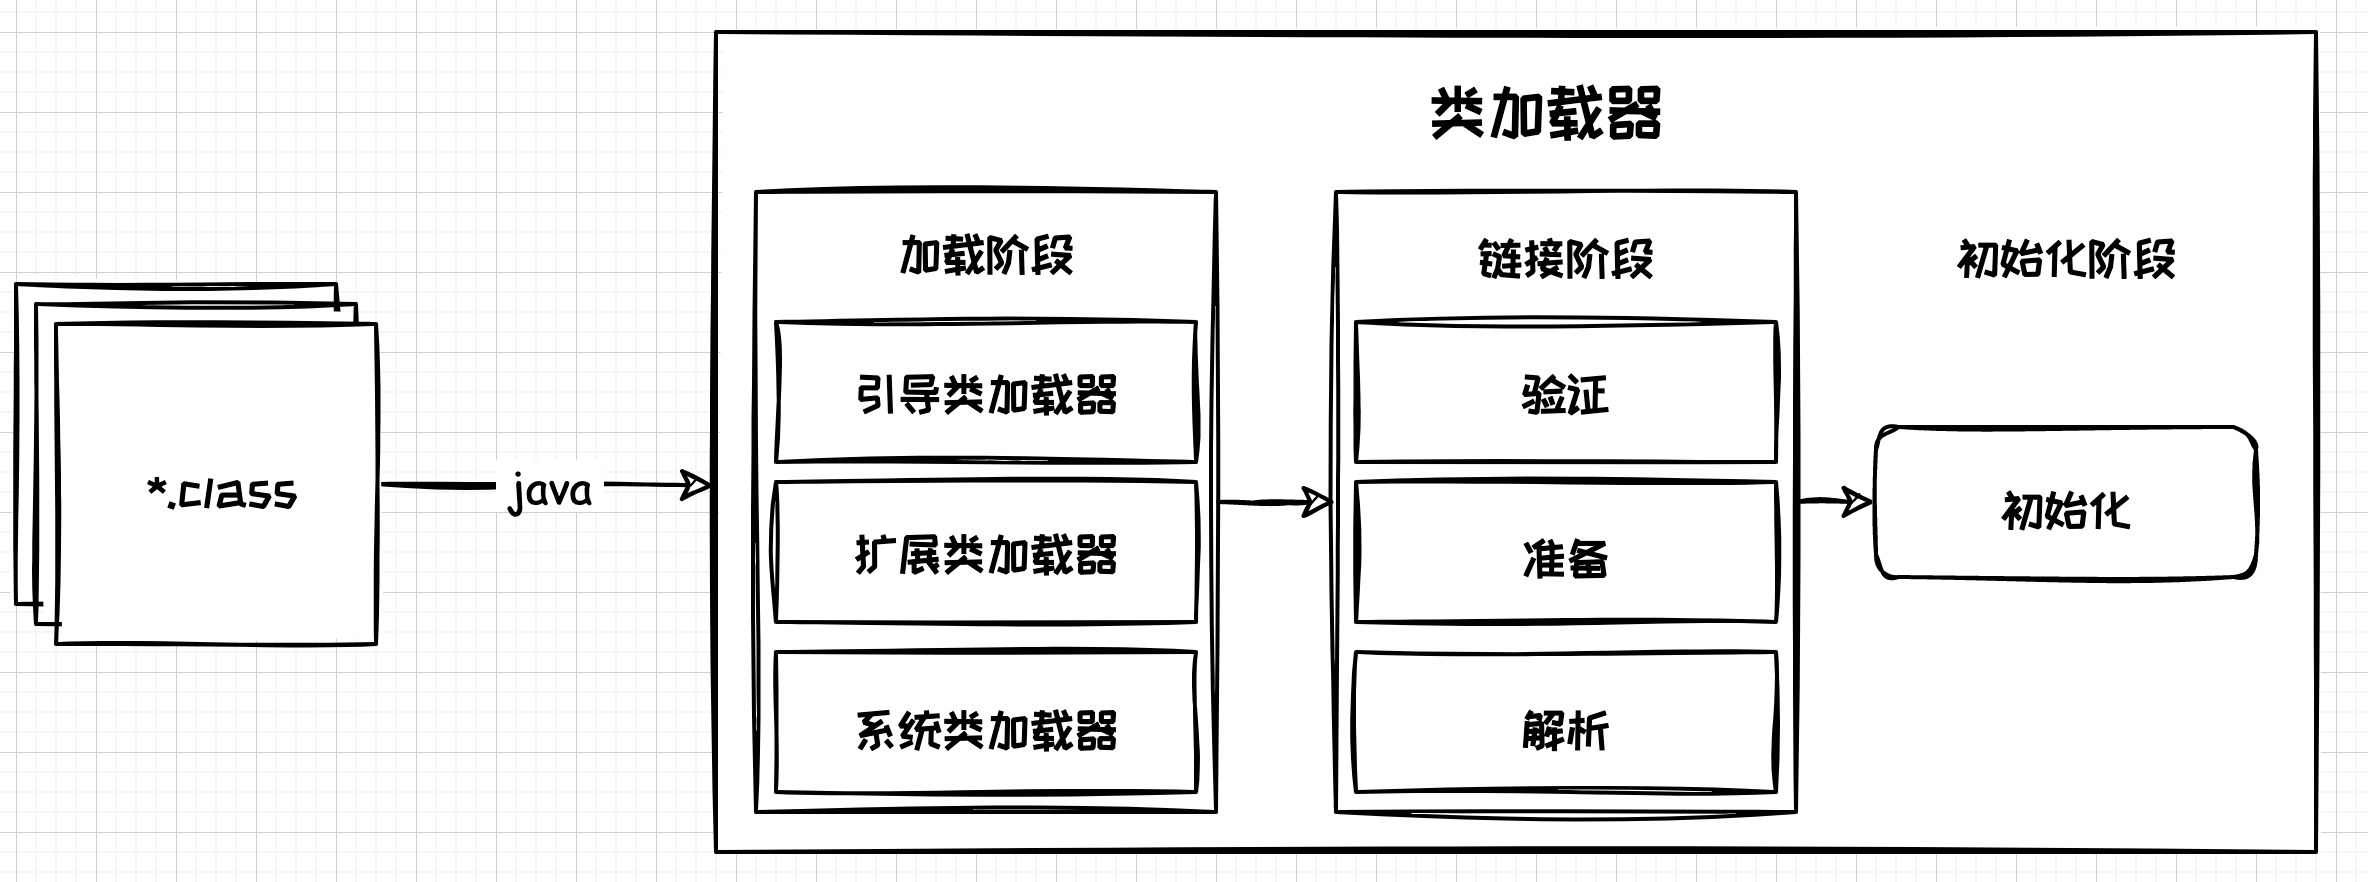 类加载器
加载阶段
链接阶段
初始化阶段
引导类加载器
验证
*.class
java
初始化
扩展类加载器
准备
系统类加载器
解析